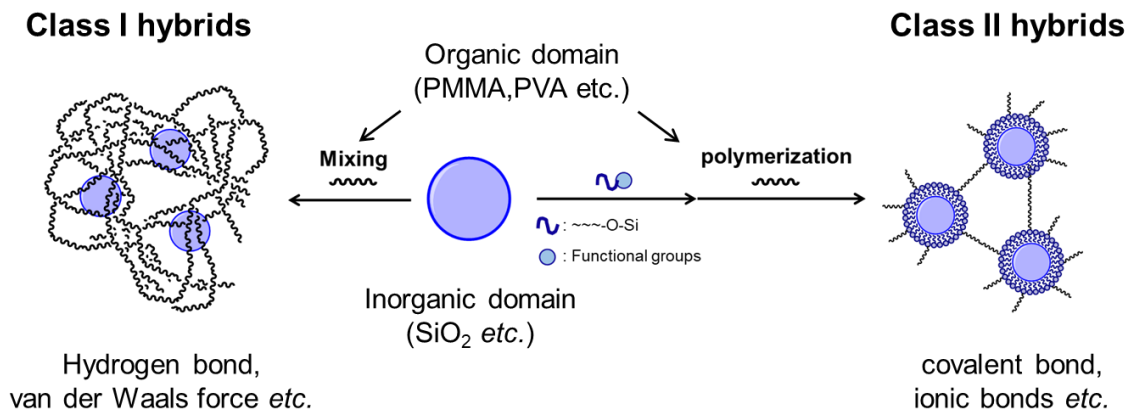 Class I hybrids
Class II hybrids
Organic domain
(PMMA,PVA etc.)
Mixing
polymerization
: ~~~-O-Si
: Functional groups
Inorganic domain
(SiO₂ etc.)
Hydrogen bond,
van der Waals force etc.
covalent bond,
ionic bonds etc.